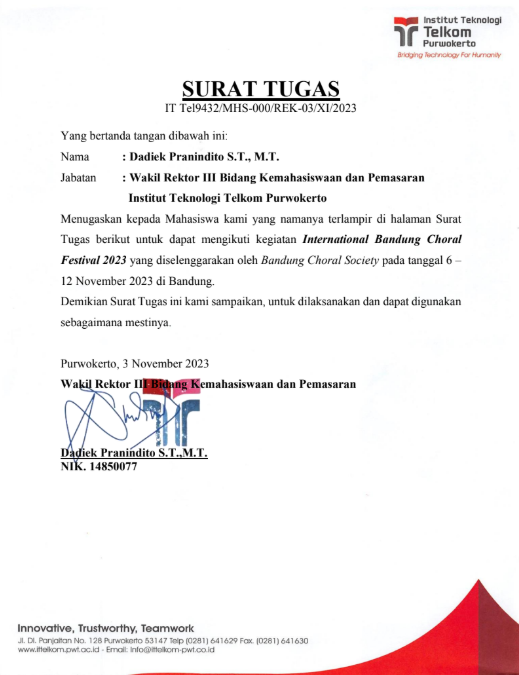 Institut Teknologi
Telkom
Purwokerto
Bridging Technology For Humanity
SURAT TUGAS
IT Tel9432/MHS-000/REK-03/XI/2023
Yang bertanda tangan dibawah ini:
Nama : Dadiek Pranindito S.T., M.T.
Jabatan : Wakil Rektor III Bidang Kemahasiswaan dan Pemasaran
Institut Teknologi Telkom Purwokerto
Menugaskan kepada Mahasiswa kami yang namanya terlampir di halaman Surat
Tugas berikut untuk dapat mengikuti kegiatan International Bandung Choral
Festival 2023 yang diselenggarakan oleh Bandung Choral Society pada tanggal 6 –
12 November 2023 di Bandung.
Demikian Surat Tugas ini kami sampaikan, untuk dilaksanakan dan dapat digunakan
sebagaimana mestinya.
Purwokerto, 3 November 2023
Wakil Rektor III Bidang Kemahasiswaan dan Pemasaran
Dadiek Pranindito S.T.,M.T.
NIK. 14850077
Innovative, Trustworthy, Teamwork
Jl. DI. Panjaitan No. 128 Purwokerto 53147 Telp (0281) 641629 Fax. (0281) 641630
www.ittelkom.pwt.ac.id - Email: Info@ittelkom-pwt.co.id